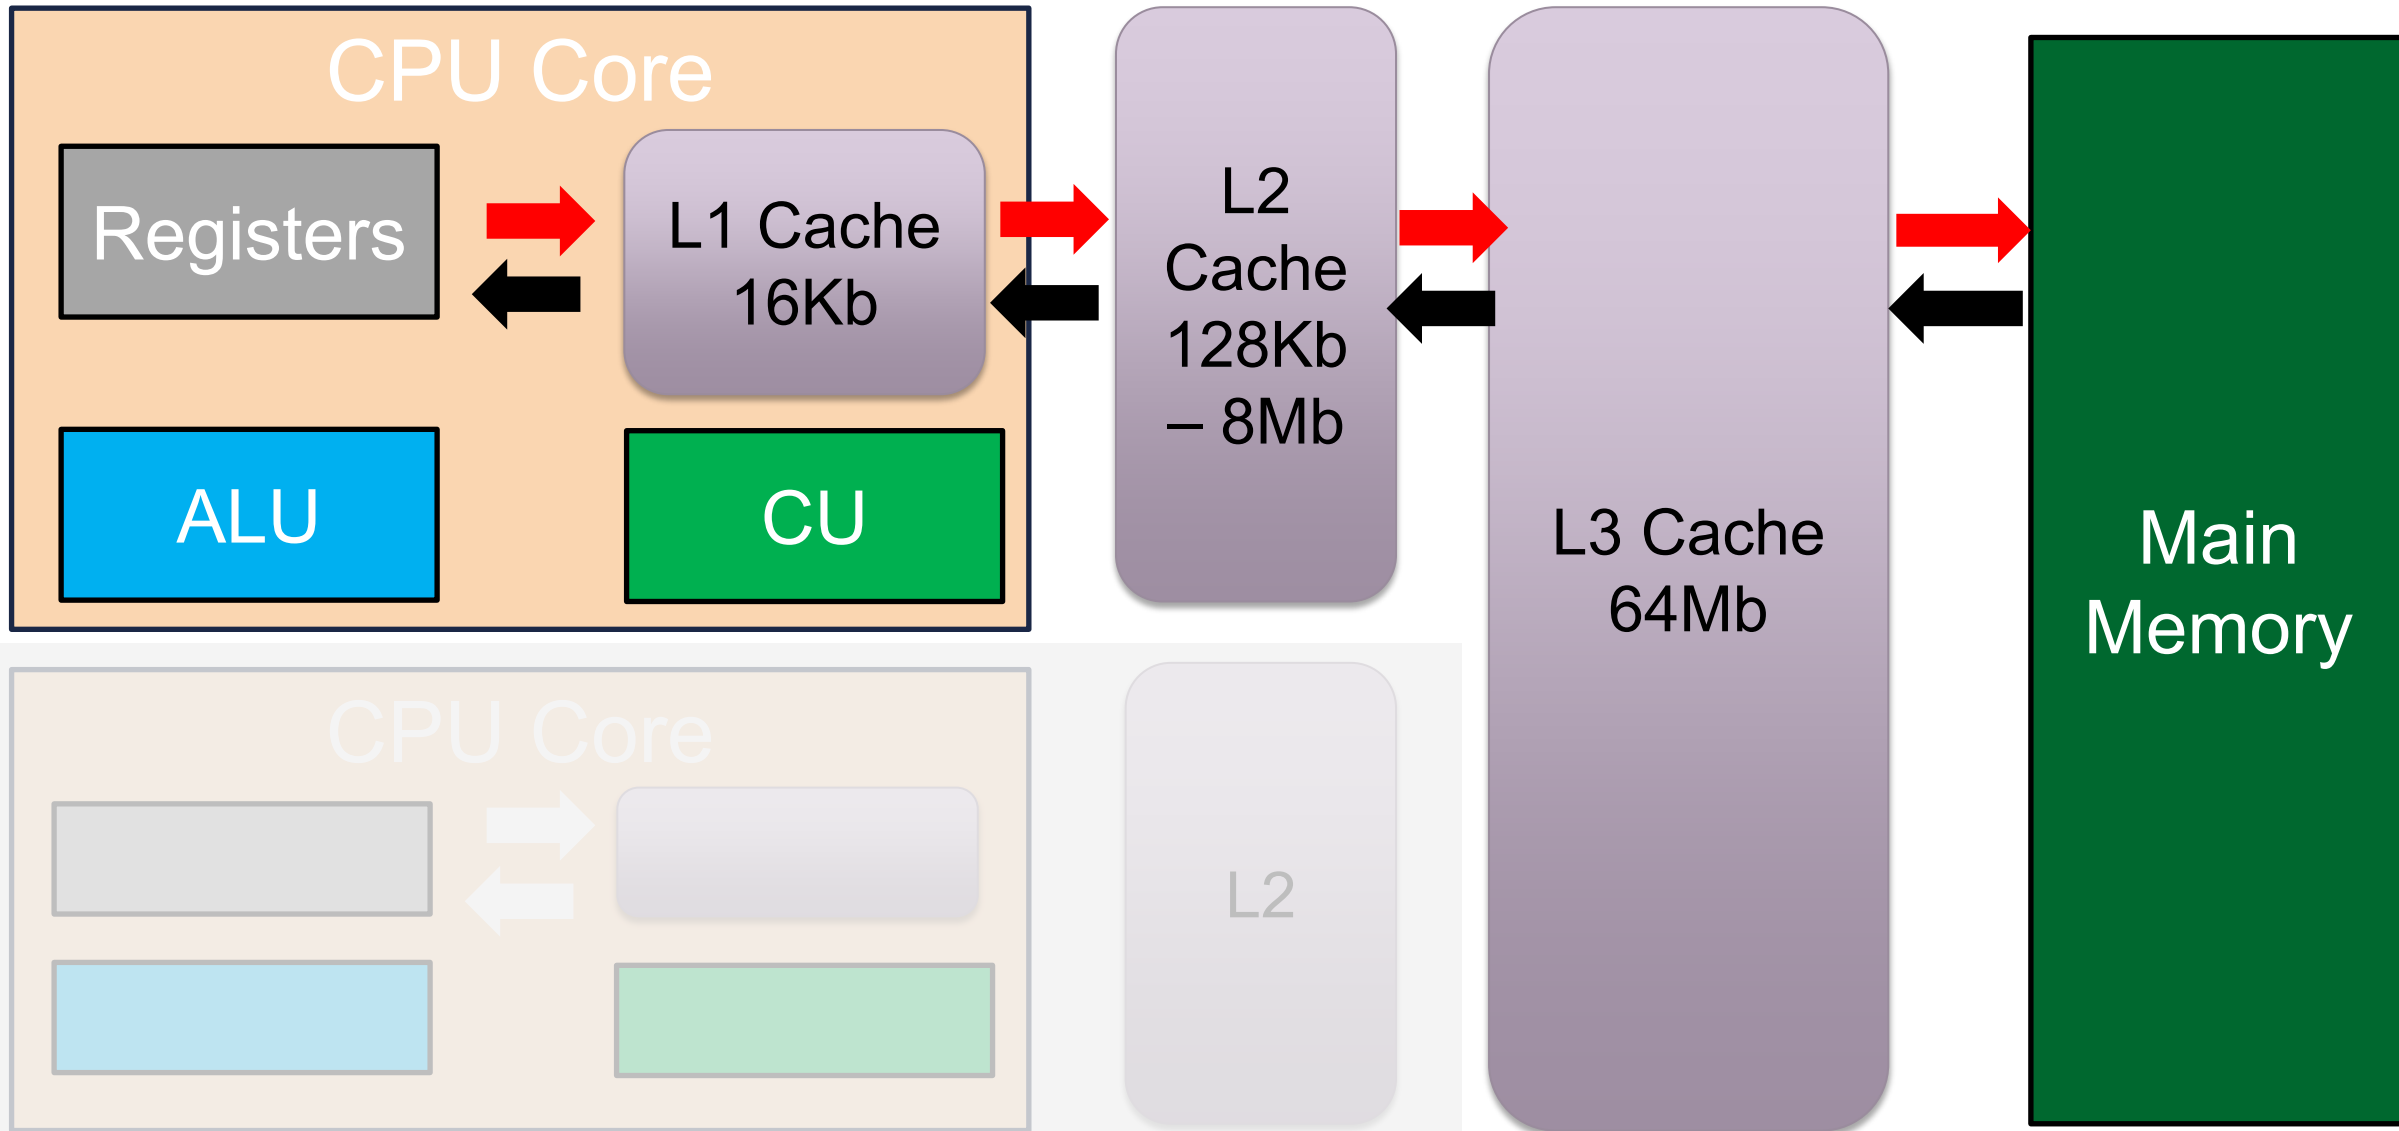 CPU Core
Registers
L1 Cache
16Kb
ALU
CU
L2
Cache
128Kb
– 8Mb
L3 Cache
64Mb
Main
Memory
CPU Core
L2